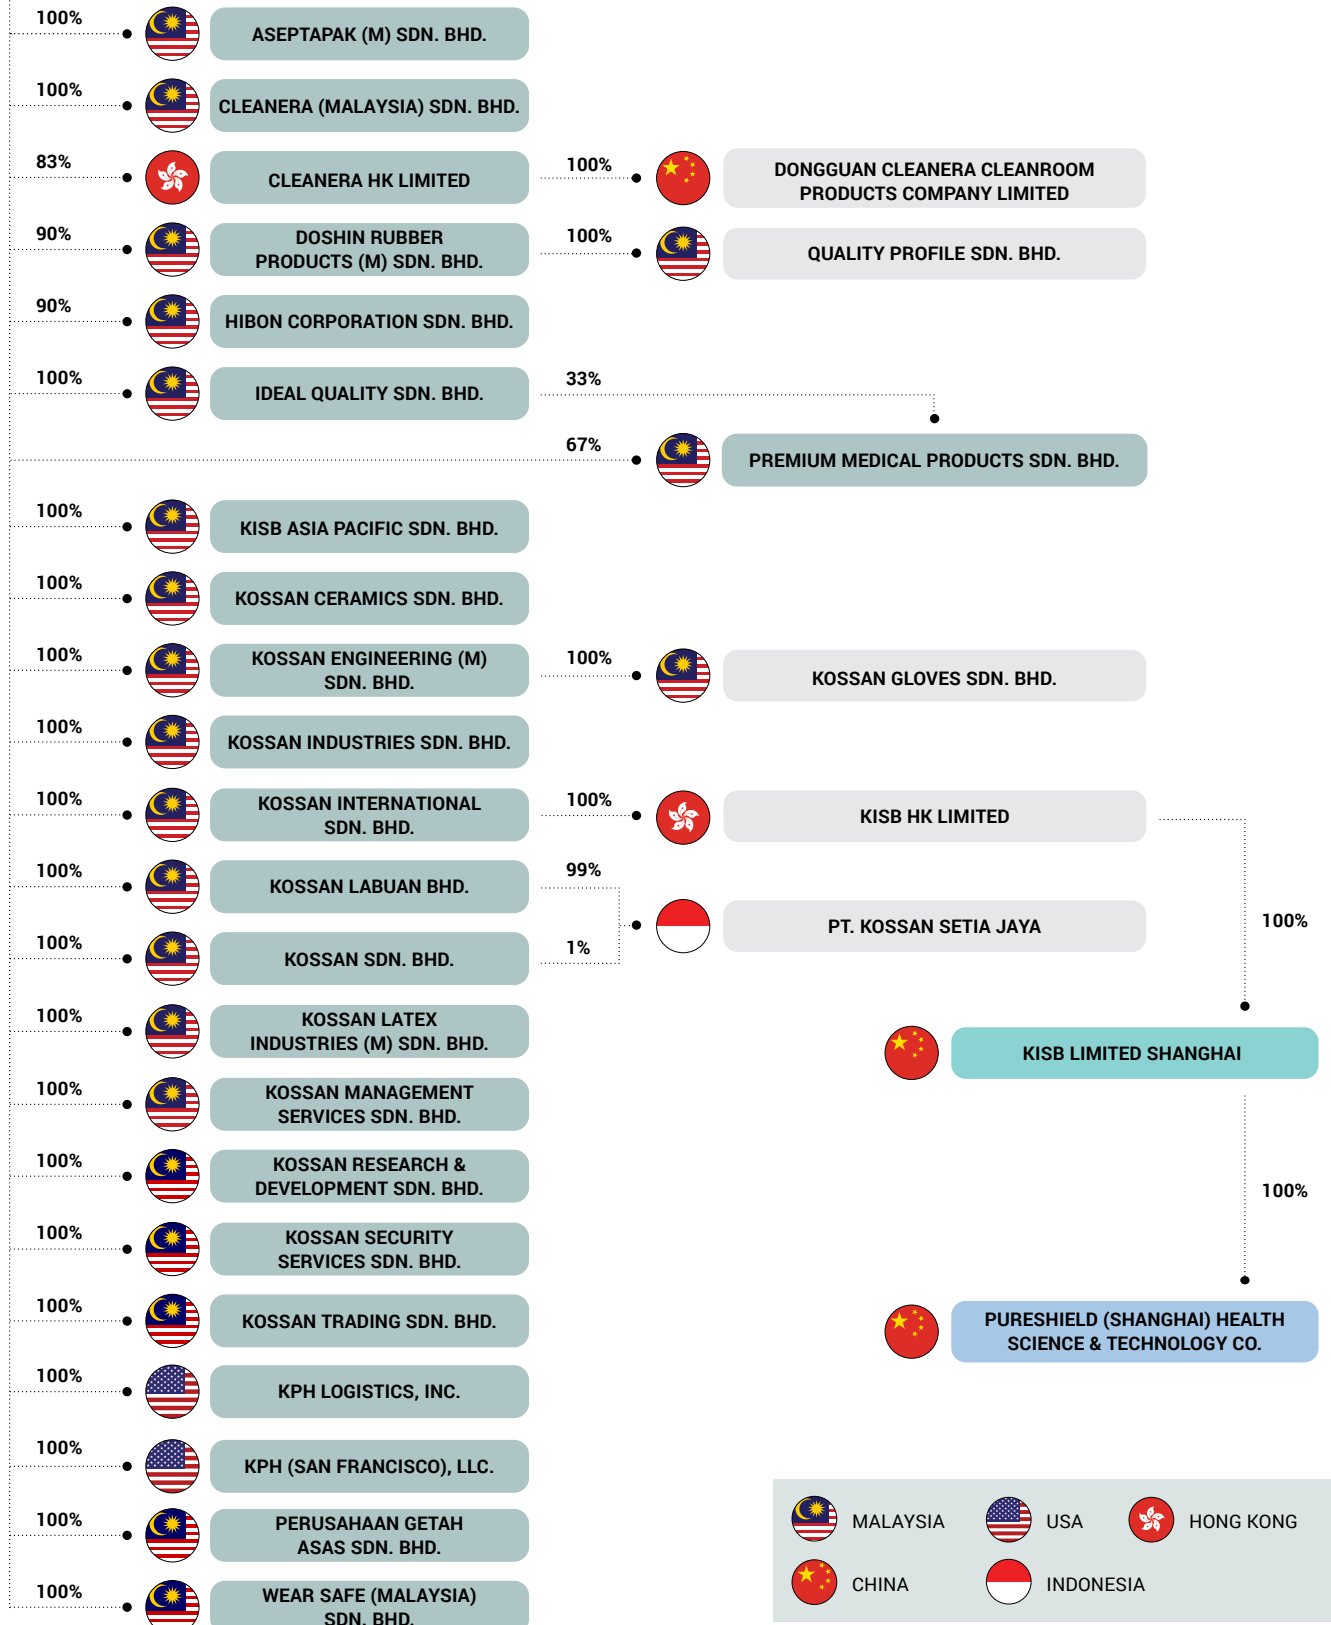 100%
ASEPTAPAK (M) SDN. BHD.
100%
CLEANERA (MALAYSIA) SDN. BHD.
83%
CLEANERA HK LIMITED
100%
DONGGUAN CLEANERA CLEANROOM
PRODUCTS COMPANY LIMITED
90%
DOSHIN RUBBER
PRODUCTS (M) SDN. BHD.
100%
QUALITY PROFILE SDN. BHD.
90%
HIBON CORPORATION SDN. BHD.
100%
IDEAL QUALITY SDN. BHD.
33%
67%
PREMIUM MEDICAL PRODUCTS SDN. BHD.
100%
KISB ASIA PACIFIC SDN. BHD.
100%
KOSSAN CERAMICS SDN. BHD.
100%
KOSSAN ENGINEERING (M)
SDN. BHD.
100%
KOSSAN GLOVES SDN. BHD.
100%
KOSSAN INDUSTRIES SDN. BHD.
100%
KOSSAN INTERNATIONAL
SDN. BHD.
100%
KISB HK LIMITED
100%
KOSSAN LABUAN BHD.
99%
PT. KOSSAN SETIA JAYA
100%
100%
KOSSAN SDN. BHD.
1%
100%
KOSSAN LATEX
INDUSTRIES (M) SDN. BHD.
KISB LIMITED SHANGHAI
100%
KOSSAN MANAGEMENT
SERVICES SDN. BHD.
100%
KOSSAN RESEARCH &
DEVELOPMENT SDN. BHD.
100%
100%
KOSSAN SECURITY
SERVICES SDN. BHD.
100%
KOSSAN TRADING SDN. BHD.
PURESHIELD (SHANGHAI) HEALTH
SCIENCE & TECHNOLOGY CO.
100%
KPH LOGISTICS, INC.
100%
KPH (SAN FRANCISCO), LLC.
100%
PERUSAHAAN GETAH
ASAS SDN. BHD.
100%
WEAR SAFE (MALAYSIA)
SDN. BHD.
MALAYSIA
USA
HONG KONG
CHINA
INDONESIA